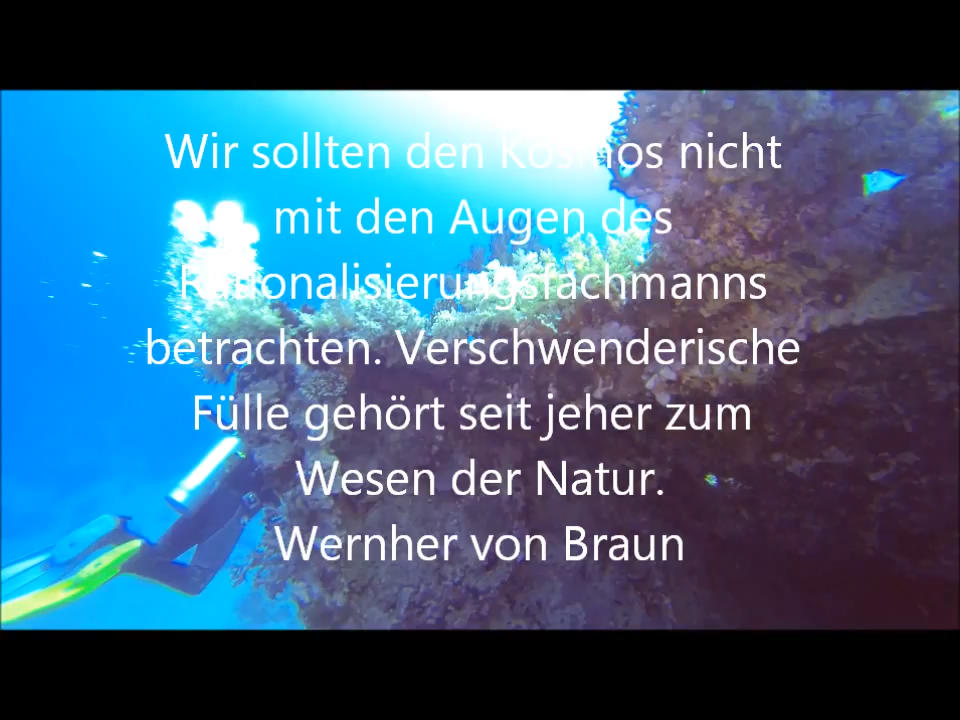 Wir sollten den Kosmos nicht
mit den Augen des
Rationalisierungsfachmanns
betrachten. Verschwenderische
Fülle gehört seit jeher zum
Wesen der Natur.
Wernher von Braun